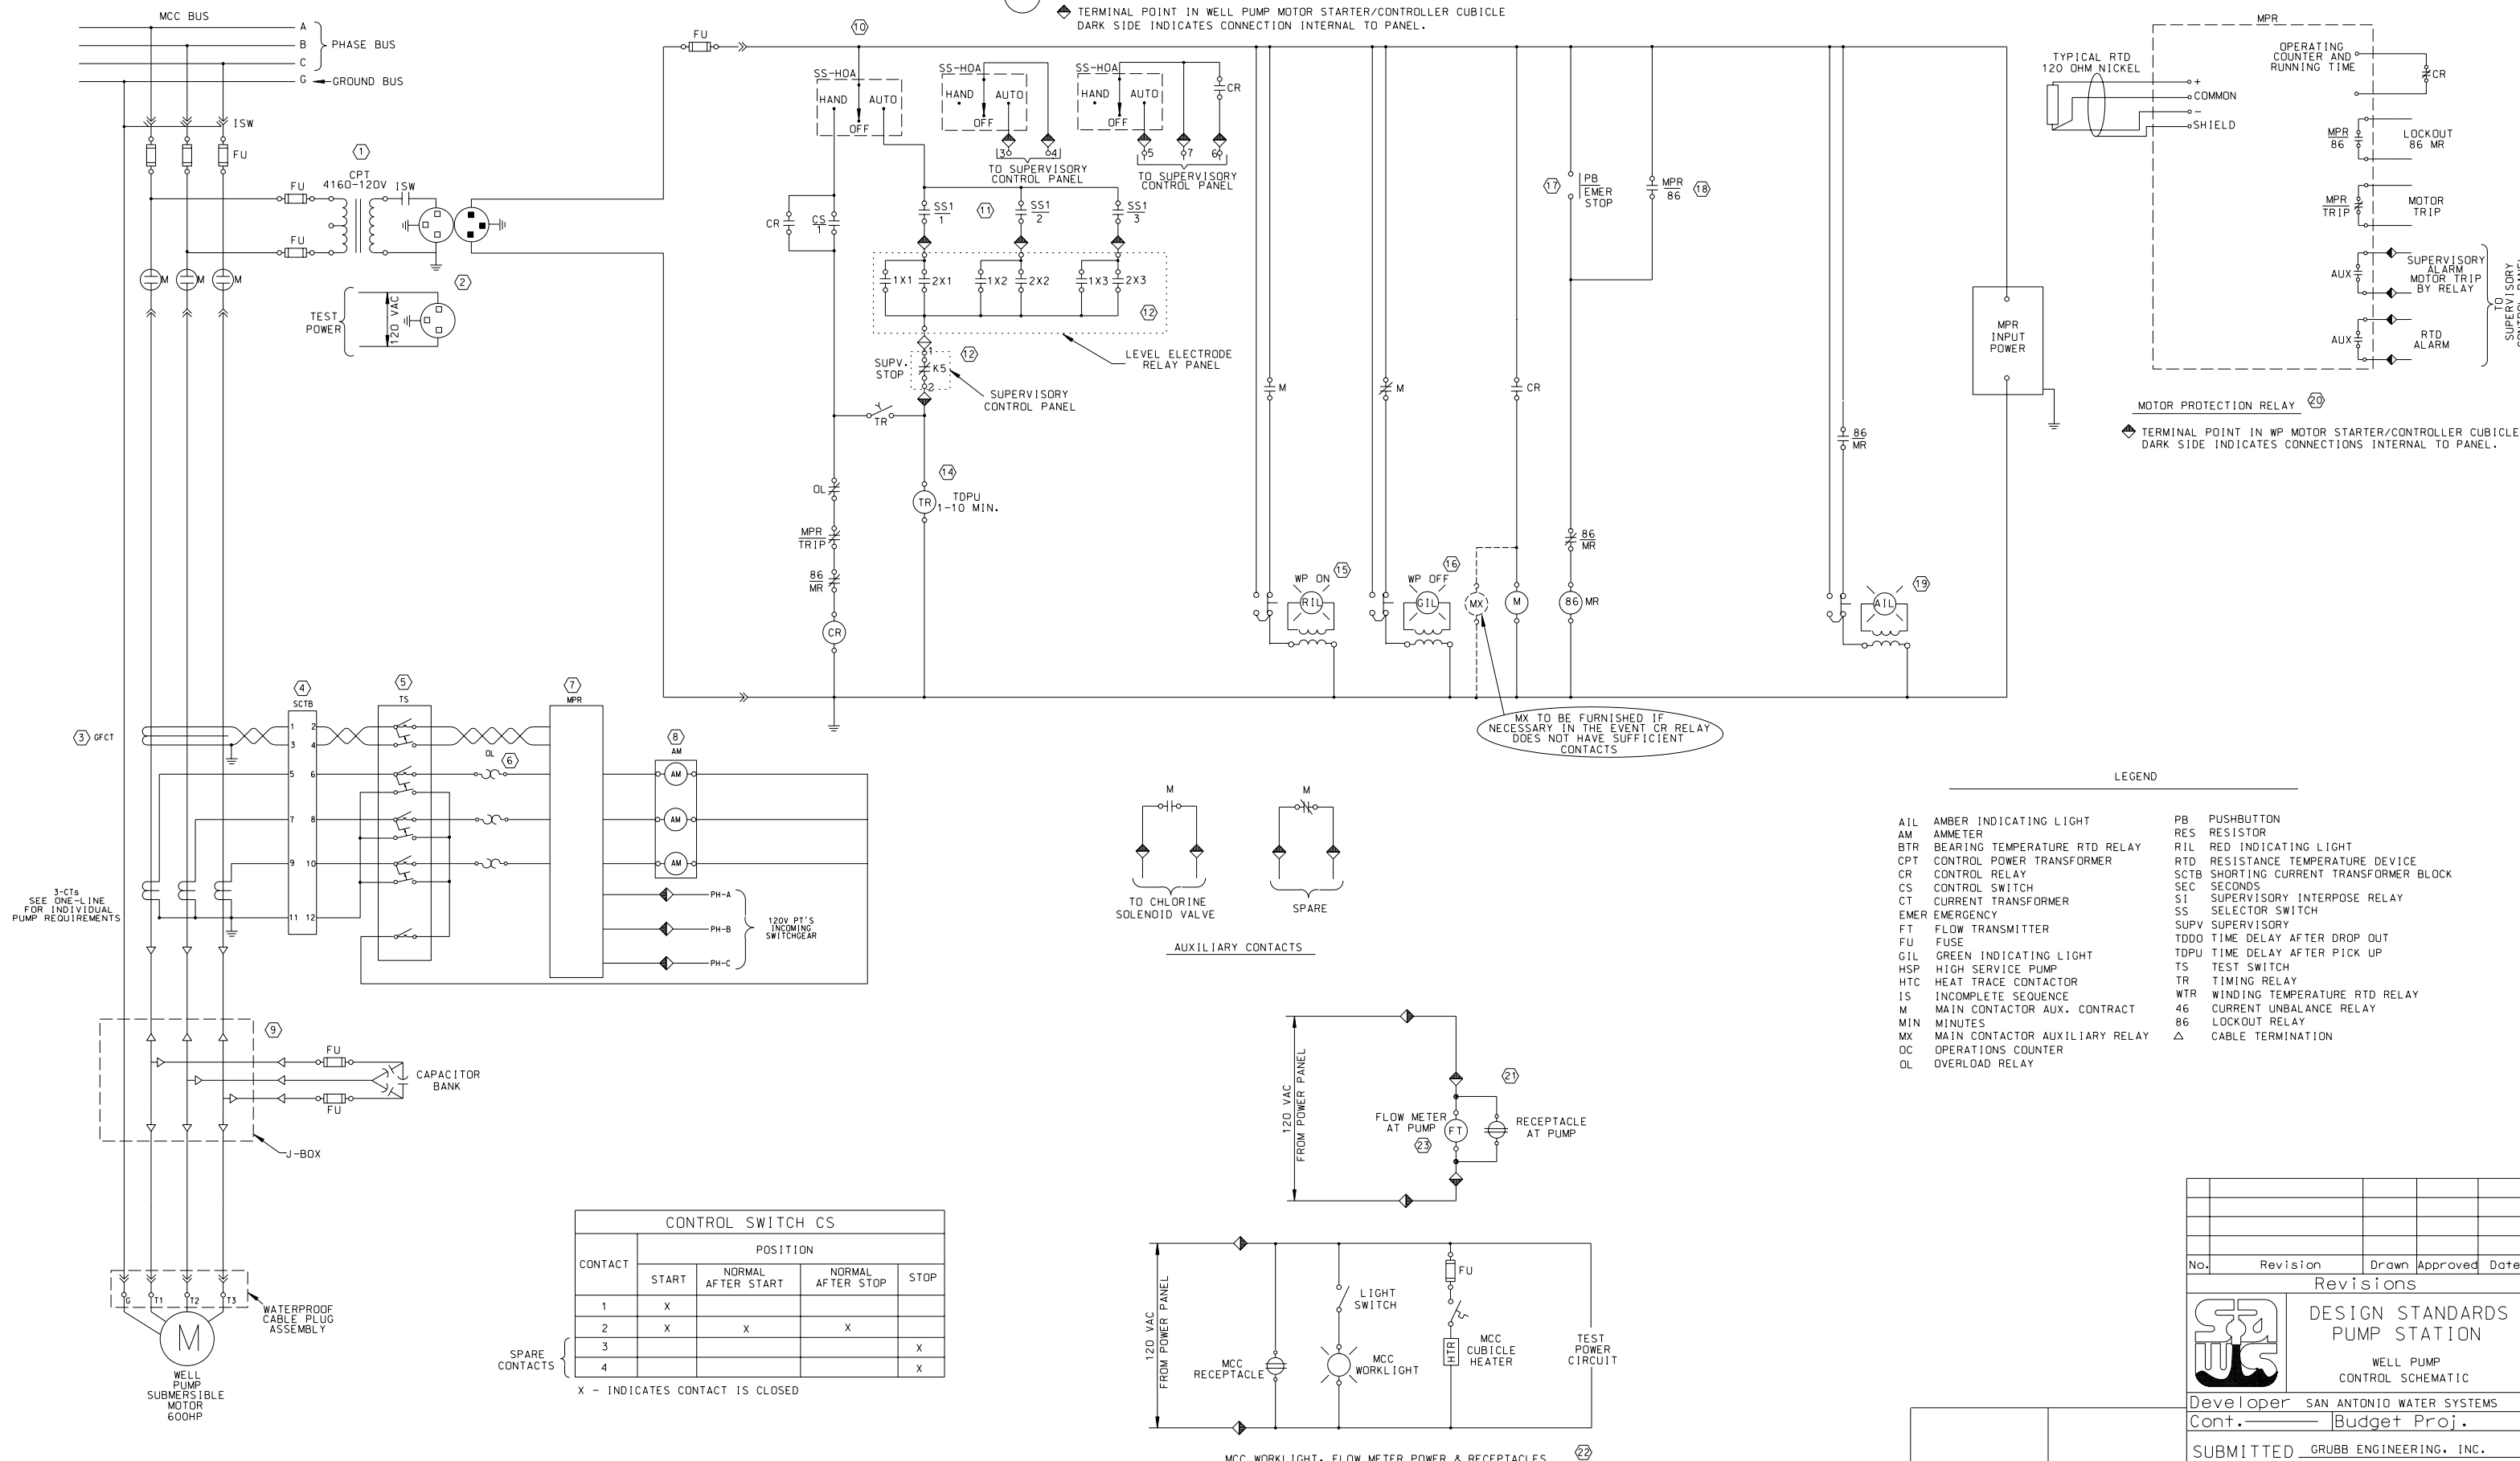 MCC BUS
A
B
C
G
PHASE BUS
GROUND BUS
ISW
FU
1
CPT
4160-120V
ISW
FU
FU
M
M
M
2
TEST
POWER
120 VAC
TERMINAL POINT IN WELL PUMP MOTOR STARTER/CONTROLLER CUBICLE
DARK SIDE INDICATES CONNECTION INTERNAL TO PANEL.
FU
10
SS-HOA
HAND
AUTO
OFF
SS-HOA
HAND
AUTO
OFF
3
4
TO SUPERVISORY
CONTROL PANEL
SS-HOA
HAND
AUTO
OFF
CR
5
7
6
TO SUPERVISORY
CONTROL PANEL
CR
CS
1
SS1
1
11
SS1
2
SS1
3
1X1
2X1
1X2
2X2
1X3
2X3
12
LEVEL ELECTRODE
RELAY PANEL
1
SUPV.
STOP
K5
2
12
SUPERVISORY
CONTROL PANEL
TR
14
TR
TDPU
1-10 MIN.
OL
MPR
TRIP
86
MR
CR
M
M
CR
17
PB
EMER
STOP
MPR
86
18
86
MR
86
MR
WP ON
15
RIL
WP OFF
16
GIL
MX
M
86
MR
19
AIL
MPR
INPUT
POWER
MX TO BE FURNISHED IF
NECESSARY IN THE EVENT CR RELAY
DOES NOT HAVE SUFFICIENT
CONTACTS
MPR
TYPICAL RTD
120 OHM NICKEL
+
COMMON
-
SHIELD
OPERATING
COUNTER AND
RUNNING TIME
CR
MPR
86
LOCKOUT
86 MR
MPR
TRIP
MOTOR
TRIP
AUX
SUPERVISORY
ALARM
MOTOR TRIP
BY RELAY
AUX
RTD
ALARM
TO
SUPERVISORY
MOTOR PROTECTION RELAY
20
TERMINAL POINT IN WP MOTOR STARTER/CONTROLLER CUBICLE
DARK SIDE INDICATES CONNECTIONS INTERNAL TO PANEL.
3
GFCT
4
SCTB
5
TS
7
MPR
8
AM
1
2
3
4
5
6
7
8
9
10
11
12
OL
6
AM
AM
AM
PH-A
PH-B
PH-C
120V PT'S
INCOMING
SWITCHGEAR
3-CTs
SEE ONE-LINE
FOR INDIVIDUAL
PUMP REQUIREMENTS
M
TO CHLORINE
SOLENOID VALVE
M
SPARE
AUXILIARY CONTACTS
LEGEND
AIL AMBER INDICATING LIGHT
AM AMMETER
BTR BEARING TEMPERATURE RTD RELAY
CPT CONTROL POWER TRANSFORMER
CR CONTROL RELAY
CS CONTROL SWITCH
CT CURRENT TRANSFORMER
EMER EMERGENCY
FT FLOW TRANSMITTER
FU FUSE
GIL GREEN INDICATING LIGHT
HSP HIGH SERVICE PUMP
HTC HEAT TRACE CONTACTOR
IS INCOMPLETE SEQUENCE
M MAIN CONTACTOR AUX. CONTRACT
MIN MINUTES
MX MAIN CONTACTOR AUXILIARY RELAY
OC OPERATIONS COUNTER
OL OVERLOAD RELAY
PB PUSHBUTTON
RES RESISTOR
RIL RED INDICATING LIGHT
RTD RESISTANCE TEMPERATURE DEVICE
SCTB SHORTING CURRENT TRANSFORMER BLOCK
SEC SECONDS
SI SUPERVISORY INTERPOSE RELAY
SS SELECTOR SWITCH
SUPV SUPERVISORY
TDDO TIME DELAY AFTER DROP OUT
TDPU TIME DELAY AFTER PICK UP
TS TEST SWITCH
TR TIMING RELAY
WTR WINDING TEMPERATURE RTD RELAY
46 CURRENT UNBALANCE RELAY
86 LOCKOUT RELAY
△ CABLE TERMINATION
9
FU
CAPACITOR
BANK
FU
J-BOX
G
T1
T2
T3
WATERPROOF
CABLE PLUG
ASSEMBLY
M
WELL
PUMP
SUBMERSIBLE
MOTOR
600HP
CONTROL SWITCH CS
CONTACT
POSITION
START
NORMAL
AFTER START
NORMAL
AFTER STOP
STOP
1 X
2 X X X
3 X
4 X
SPARE
CONTACTS
X - INDICATES CONTACT IS CLOSED
120 VAC
FROM POWER PANEL
21
FLOW METER
AT PUMP
FT
23
RECEPTACLE
AT PUMP
120 VAC
FROM POWER PANEL
MCC
RECEPTACLE
LIGHT
SWITCH
MCC
WORKLIGHT
FU
HTR
MCC
CUBICLE
HEATER
TEST
POWER
CIRCUIT
MCC WORKLIGHT, FLOW METER POWER & RECEPTACLES
22
No. Revision Drawn Approved Date
Revisions
DESIGN STANDARDS
PUMP STATION
WELL PUMP
CONTROL SCHEMATIC
Developer SAN ANTONIO WATER SYSTEMS
Cont. Budget Proj.
SUBMITTED GRUBB ENGINEERING, INC.